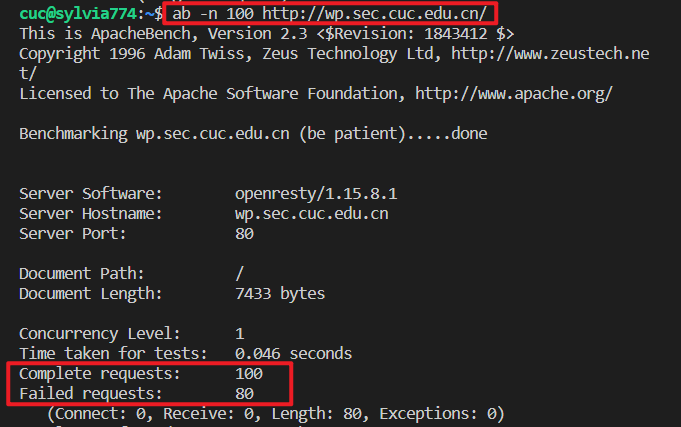 cuc@sylvia774:~$ ab -n 100 http://wp.sec.cuc.edu.cn/
This is ApacheBench, Version 2.3 <$Revision: 1843412 $>
Copyright 1996 Adam Twiss, Zeus Technology Ltd, http://www.zeustech.ne
t/
Licensed to The Apache Software Foundation, http://www.apache.org/
Benchmarking wp.sec.cuc.edu.cn (be patient).....done
Server Software: openresty/1.15.8.1
Server Hostname: wp.sec.cuc.edu.cn
Server Port: 80
Document Path: /
Document Length: 7433 bytes
Concurrency Level: 1
Time taken for tests: 0.046 seconds
Complete requests: 100
Failed requests: 80
(Connect: 0, Receive: 0, Length: 80, Exceptions: 0)